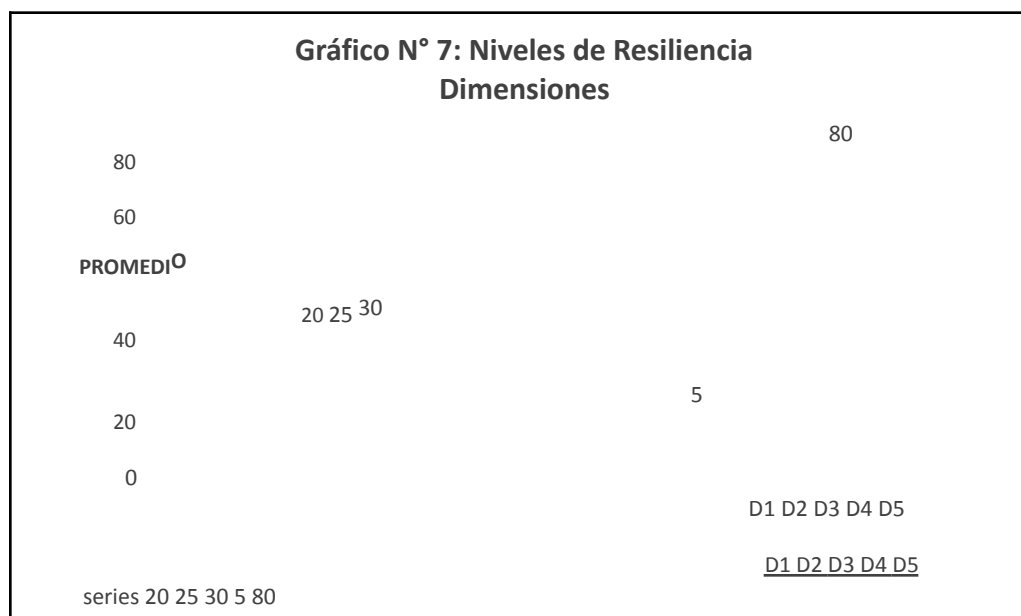 Gráfico N° 7: Niveles de Resiliencia
Dimensiones
80
80
60
PROMEDIO
20 25 30
40
5
20
0
D1 D2 D3 D4 D5
D1 D2 D3 D4 D5
series 20 25 30 5 80